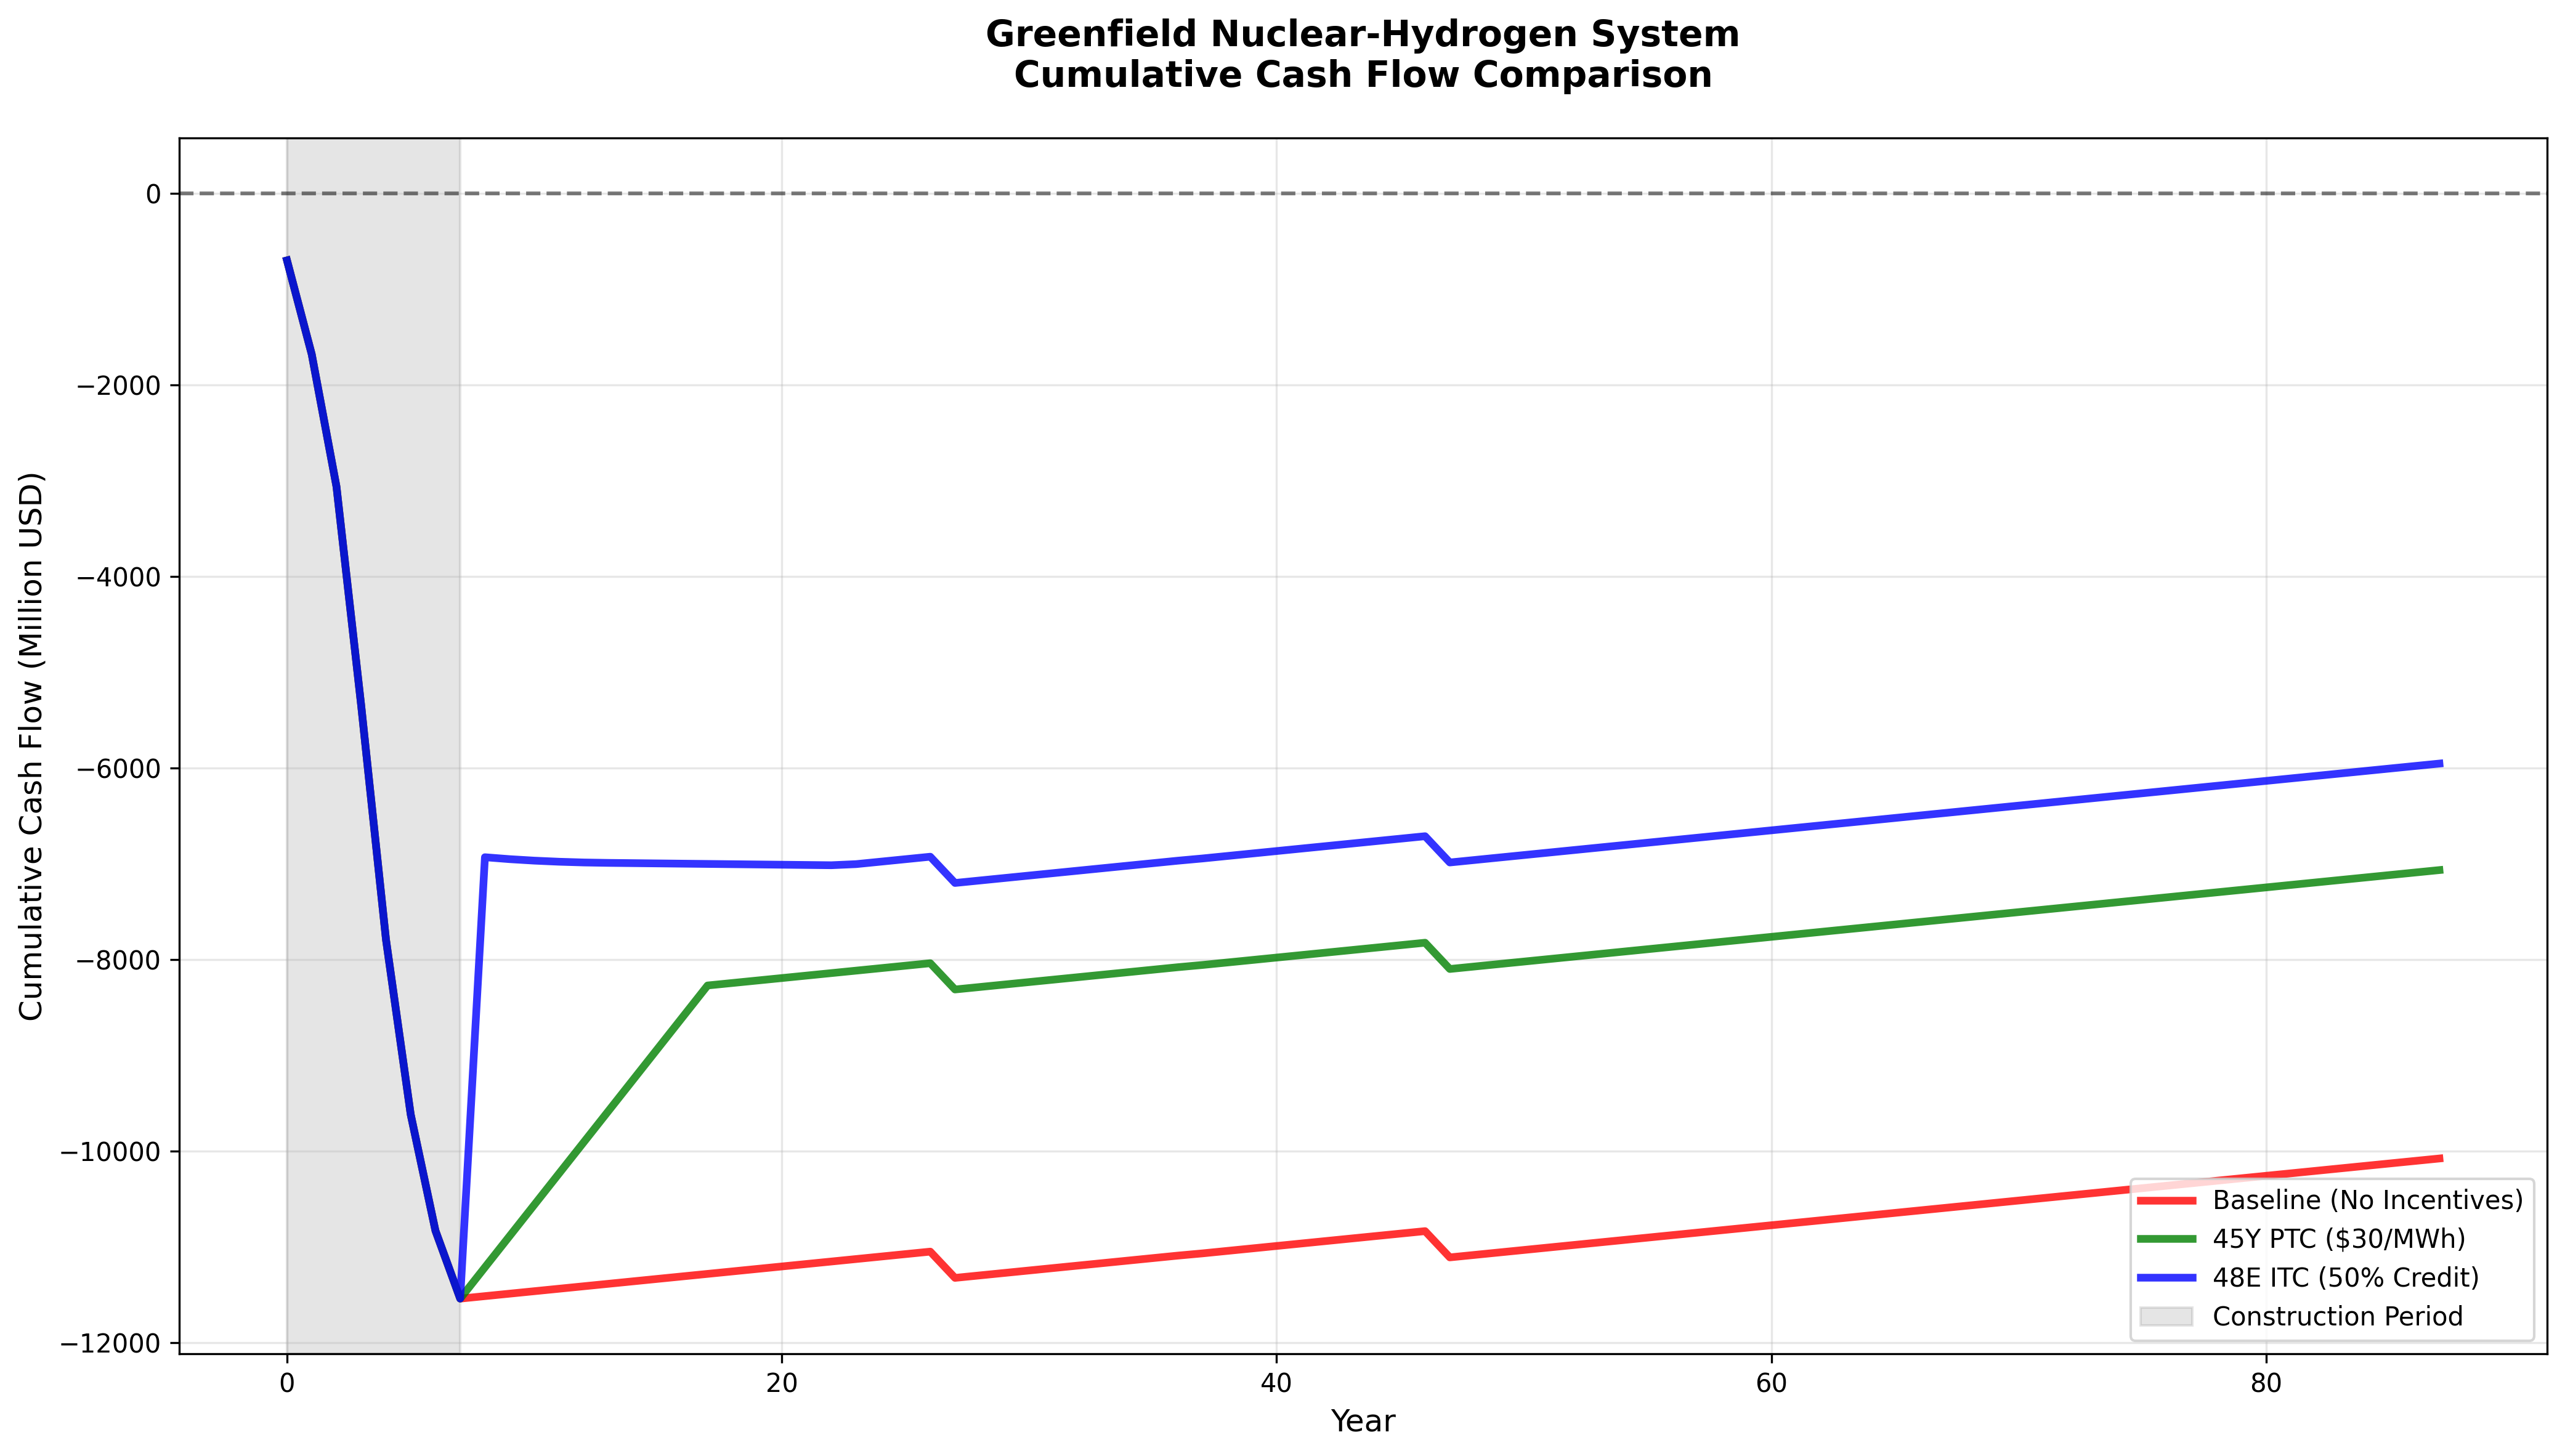 Greenfield Nuclear-Hydrogen System
Cumulative Cash Flow Comparison
Cumulative Cash Flow (Million USD)
0
−2000
−4000
−6000
−8000
−10000
−12000
0
20
40
60
80
Year
Baseline (No Incentives)
45Y PTC ($30/MWh)
48E ITC (50% Credit)
Construction Period